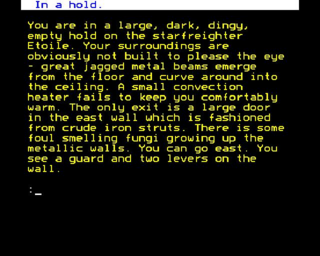 In a hold.
You are in a large, dark, dingy,
empty hold on the starfreighter
Etoile. Your surroundings are
obviously not built to please the eye
- great jagged metal beams emerge
from the floor and curve around into
the ceiling. A small convection
heater fails to keep you comfortably
warm. The only exit is a large door
in the east wall which is fashioned
from crude iron struts. There is some
foul smelling fungi growing up the
metallic walls. You can go east. You
see a guard and two levers on the
wall.
:_